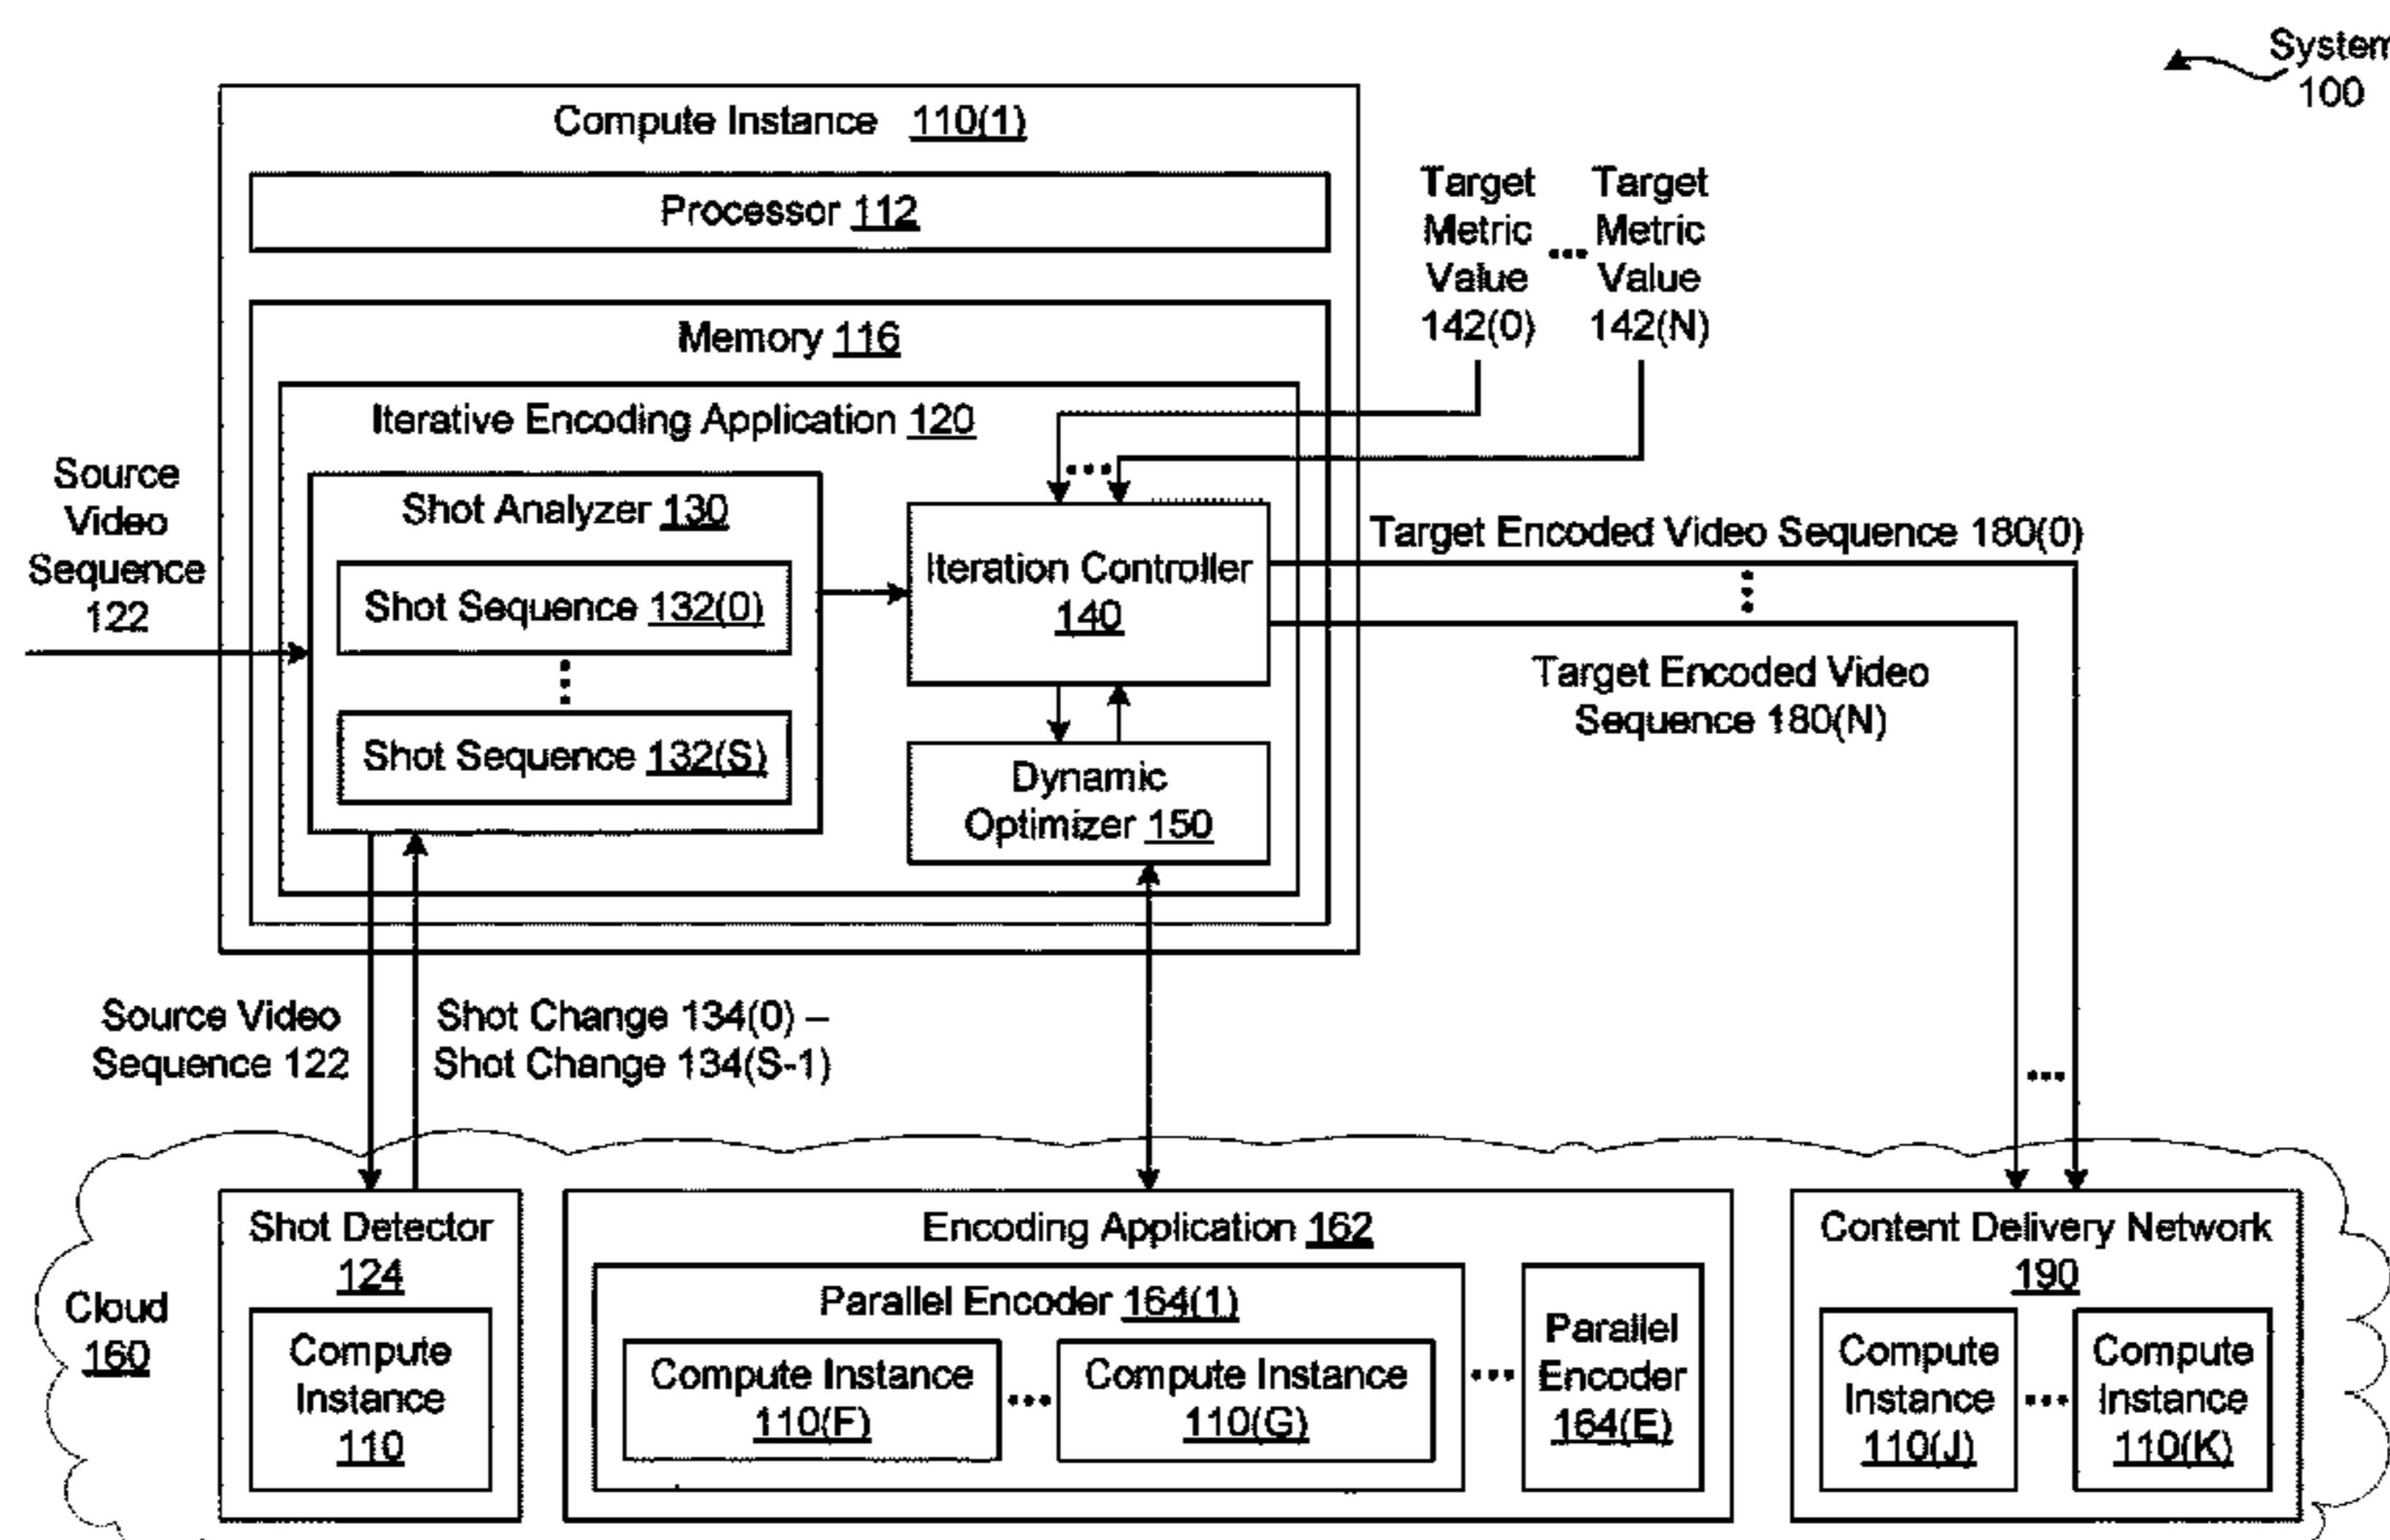 System
100
Compute Instance 110(1)
Processor 112
Memory 116
Iterative Encoding Application 120
Target
Metric
Value
142(0)
...
Target
Metric
Value
142(N)
Source
Video
Sequence
122
Shot Analyzer 130
Shot Sequence 132(0)
Shot Sequence 132(S)
...
Iteration Controller
140
Dynamic
Optimizer 150
Target Encoded Video Sequence 180(0)
Target Encoded Video
Sequence 180(N)
Source Video
Sequence 122
Shot Change 134(0) –
Shot Change 134(S-1)
...
Cloud
160
Shot Detector
124
Compute
Instance
110
Encoding Application 162
Parallel Encoder 164(1)
Compute Instance
110(F)
...
Compute Instance
110(G)
...
Parallel
Encoder
164(E)
Content Delivery Network
190
Compute
Instance
110(J)
...
Compute
Instance
110(K)